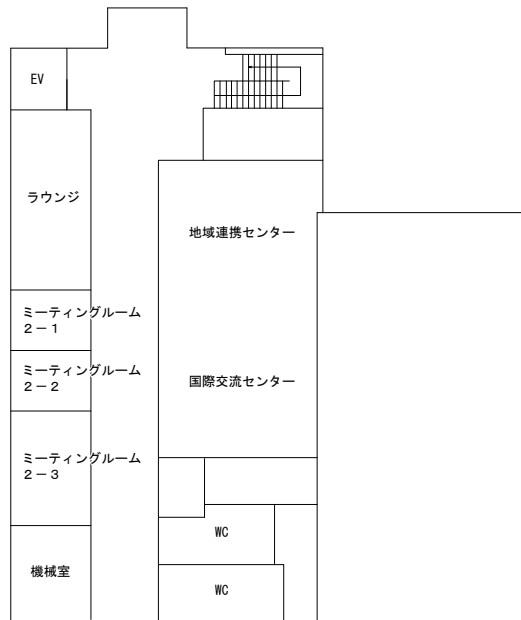 EV
ラウンジ
地域連携センター
ミーティングルーム
2-1
ミーティングルーム
2-2
国際交流センター
ミーティングルーム
2-3
WC
機械室
WC